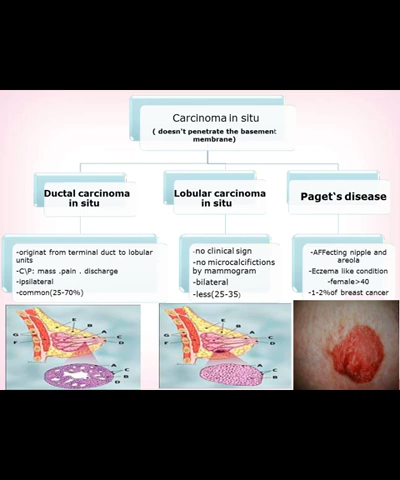 Carcinoma in situ
( doesn't penetrate the basement
membrane)
Ductal carcinoma
in situ
Lobular carcinoma
in situ
Paget's disease
-originat from terminal duct to lobular
units
-C\P: mass .pain . discharge
-ipsilateral
-common(25-70%)
-no clinical sign
-no microcalcifictions
by mammogram
-bilateral
-less(25-35)
-AFFecting nipple and
areola
-Eczema like condition
-female>40
-1-2%of breast cancer
E
B
A
G
C
F
D
A
C
B
D
E
B
A
G
C
F
D
A
C
B